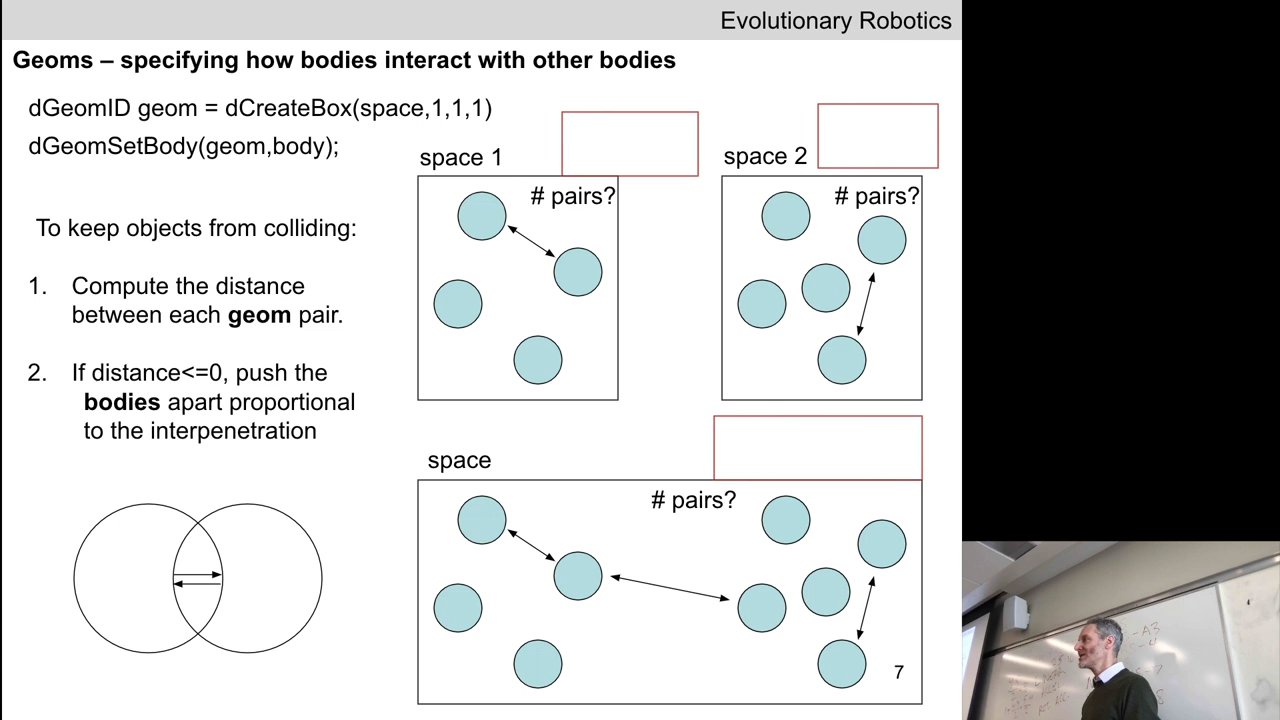 Evolutionary Robotics
Geoms – specifying how bodies interact with other bodies
dGeomID geom = dCreateBox(space,1,1,1)
dGeomSetBody(geom,body);
To keep objects from colliding:
1. Compute the distance
between each geom pair.
2. If distance<=0, push the
bodies apart proportional
to the interpenetration
space 1
# pairs?
space 2
# pairs?
space
# pairs?
7